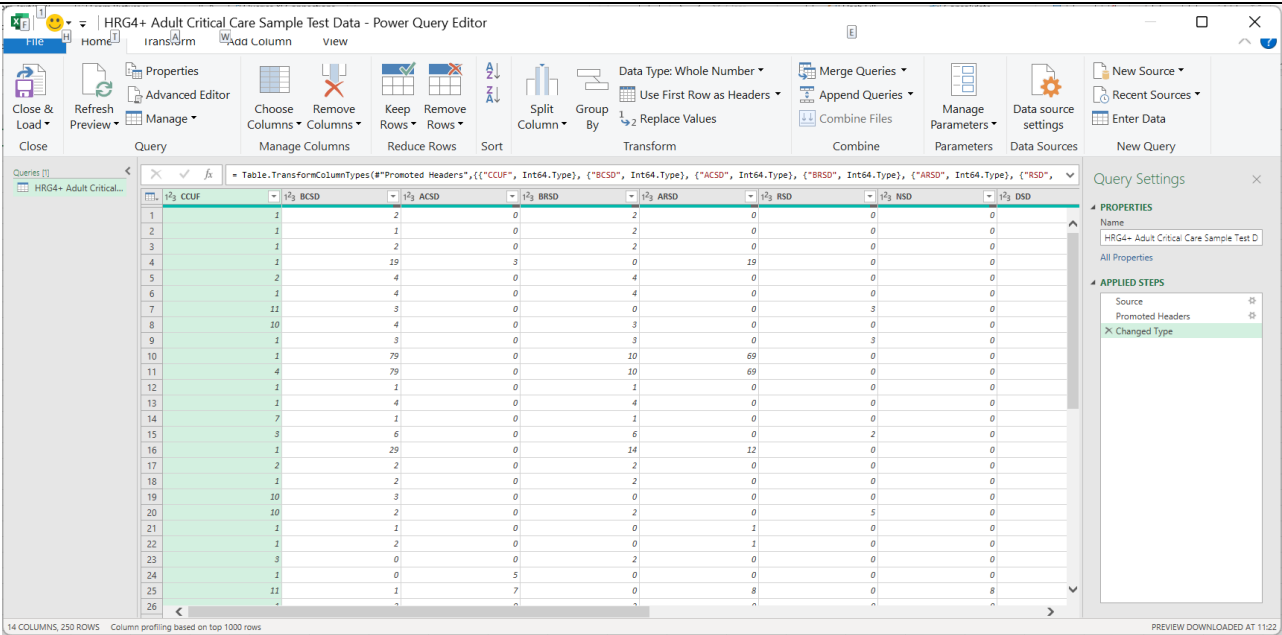 1
HRG4+ Adult Critical Care Sample Test Data - Power Query Editor
H T A W E
File Home Transform Add Column View
Close & Load
Refresh Preview
Properties
Advanced Editor
Manage
Choose Columns
Remove Columns
Keep Rows
Remove Rows
Split Column
Group By
Data Type: Whole Number
Use First Row as Headers
Replace Values
Merge Queries
Append Queries
Combine Files
Manage Parameters
Data source settings
New Source
Recent Sources
Enter Data
Close Query Manage Columns Reduce Rows Sort Transform Combine Parameters Data Sources New Query
Queries [1]
HRG4+ Adult Critical...
fx = Table.TransformColumnTypes(#"Promoted Headers",{{"CCUF", Int64.Type}, {"BCSD", Int64.Type}, {"ACSD", Int64.Type}, {"BRSD", Int64.Type}, {"ARSD", Int64.Type}, {"RSD",
123 CCUF 123 BCSD 123 ACSD 123 BRSD 123 ARSD 123 RSD 123 NSD 123 DSD
1 1 2 0 2 0 0 0
2 1 1 0 2 0 0 0
3 1 2 0 2 0 0 0
4 1 19 3 0 19 0 0
5 2 4 0 4 0 0 0
6 1 4 0 4 0 0 0
7 11 3 0 0 0 3 0
8 10 4 0 3 0 0 0
9 1 3 0 3 0 3 0
10 1 79 0 10 69 0 0
11 4 79 0 10 69 0 0
12 1 1 0 1 0 0 0
13 1 4 0 4 0 0 0
14 7 1 0 1 0 0 0
15 3 6 0 6 0 2 0
16 1 29 0 14 12 0 0
17 2 2 0 2 0 0 0
18 1 2 0 2 0 0 0
19 10 3 0 0 0 0 0
20 10 2 0 2 0 5 0
21 1 1 0 0 1 0 0
22 1 2 0 0 1 0 0
23 3 0 0 2 0 0 0
24 1 0 5 0 0 0 0
25 11 1 7 0 8 0 8
26
Query Settings
PROPERTIES
Name
HRG4+ Adult Critical Care Sample Test D
All Properties
APPLIED STEPS
Source
Promoted Headers
Changed Type
14 COLUMNS, 250 ROWS Column profiling based on top 1000 rows
PREVIEW DOWNLOADED AT 11:22